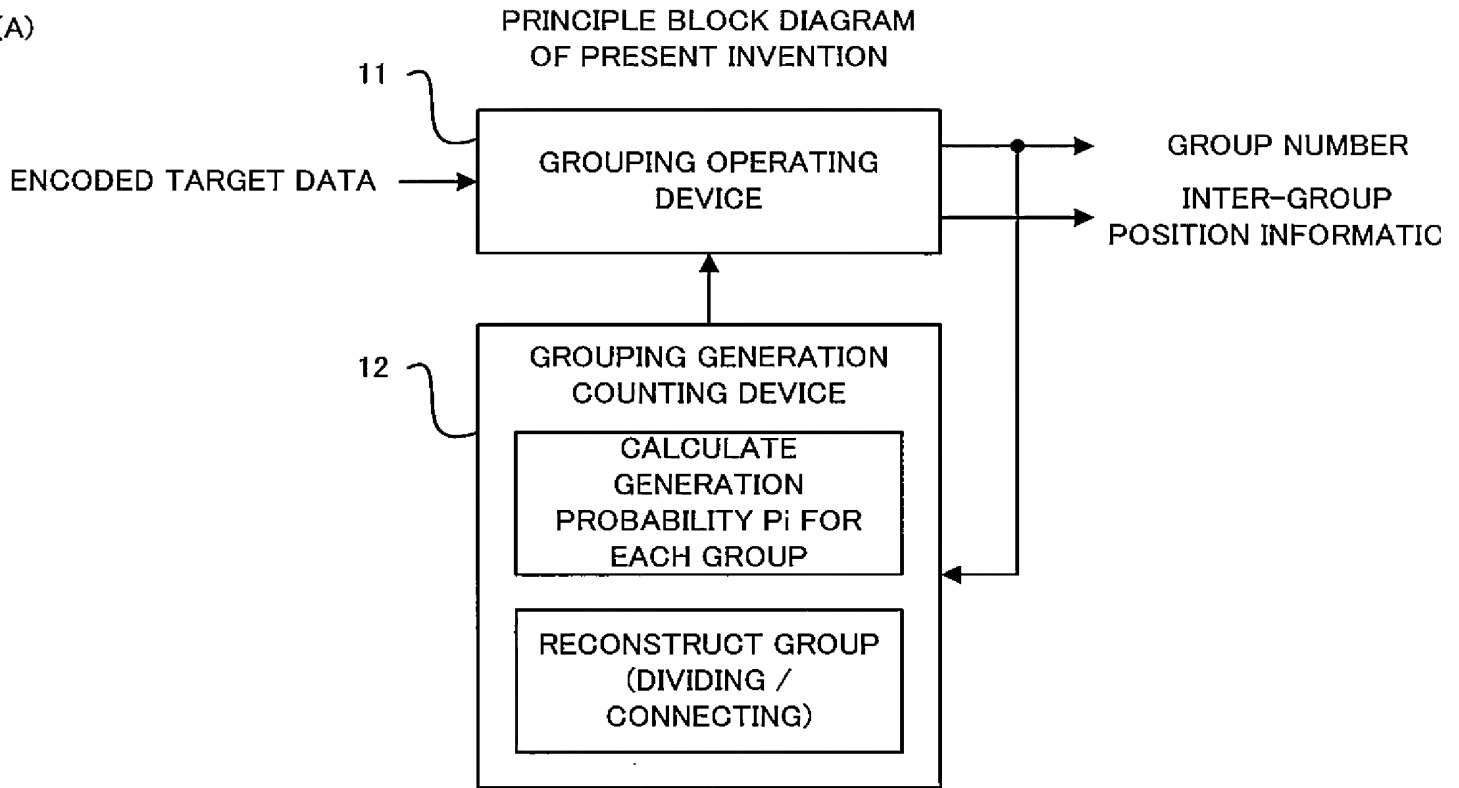 (A)
PRINCIPLE BLOCK DIAGRAM
OF PRESENT INVENTION
11
ENCODED TARGET DATA
GROUPING OPERATING
DEVICE
GROUP NUMBER
INTER-GROUP
POSITION INFORMATIC
12
GROUPING GENERATION
COUNTING DEVICE
CALCULATE
GENERATION
PROBABILITY Pi FOR
EACH GROUP
RECONSTRUCT GROUP
(DIVIDING /
CONNECTING)